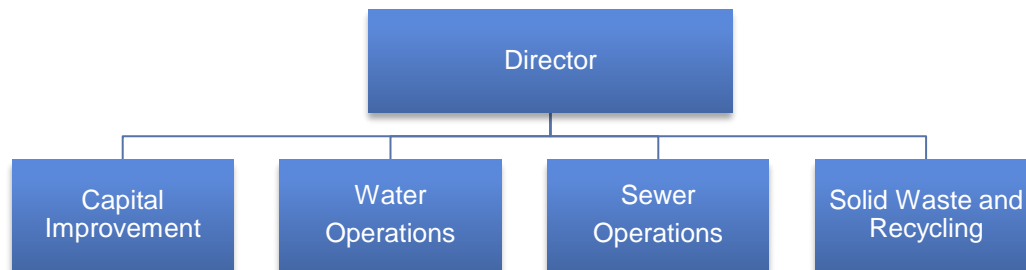 Director
Capital
Improvement
Water
Operations
Sewer
Operations
Solid Waste and
Recycling